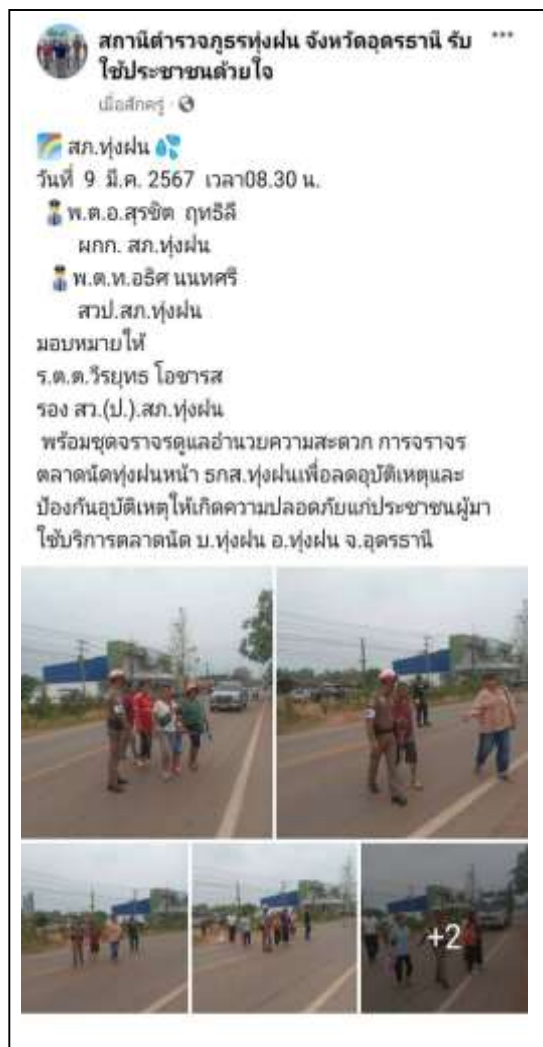 สถานีตำรวจภูธรทุ่งฝน จังหวัดอุดรธานี รับ
ใช้ประชาชนด้วยใจ
เมื่อสักครู่
สภ.ทุ่งฝน
วันที่ 9 มี.ค. 2567 เวลา08.30 น.
พ.ต.อ.สุรชิต ฤทธิลี
ผกก. สภ.ทุ่งฝน
พ.ต.ท.อธิศ นนทศรี
สวป.สภ.ทุ่งฝน
มอบหมายให้
ร.ต.ต.วีรยุทธ โอชารส
รอง สว.(ป.).สภ.ทุ่งฝน
พร้อมชุดจราจรดูแลอำนวยความสะดวก การจราจร
ตลาดนัดทุ่งฝนหน้า ธกส.ทุ่งฝนเพื่อลดอุบัติเหตุและ
ป้องกันอุบัติเหตุให้เกิดความปลอดภัยแก่ประชาชนผู้มา
ใช้บริการตลาดนัด บ.ทุ่งฝน อ.ทุ่งฝน จ.อุดรธานี
+2